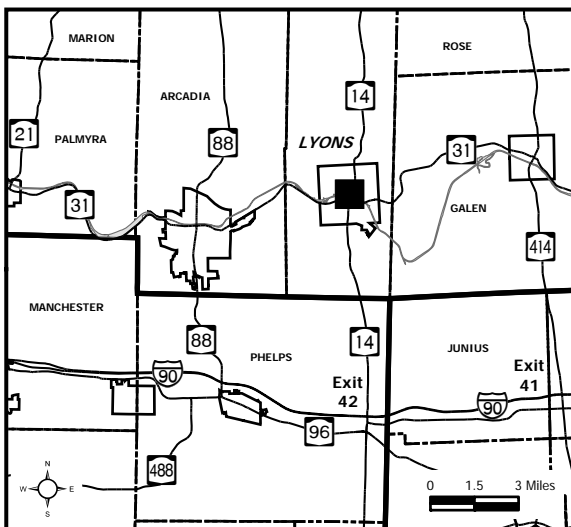 MARION
ROSE
ARCADIA
14
21
88
LYONS
31
PALMYRA
31
GALEN
414
MANCHESTER
88
PHELPS
14
JUNIUS
90
Exit
42
Exit
41
90
96
488
N
W E
S
0 1.5 3 Miles